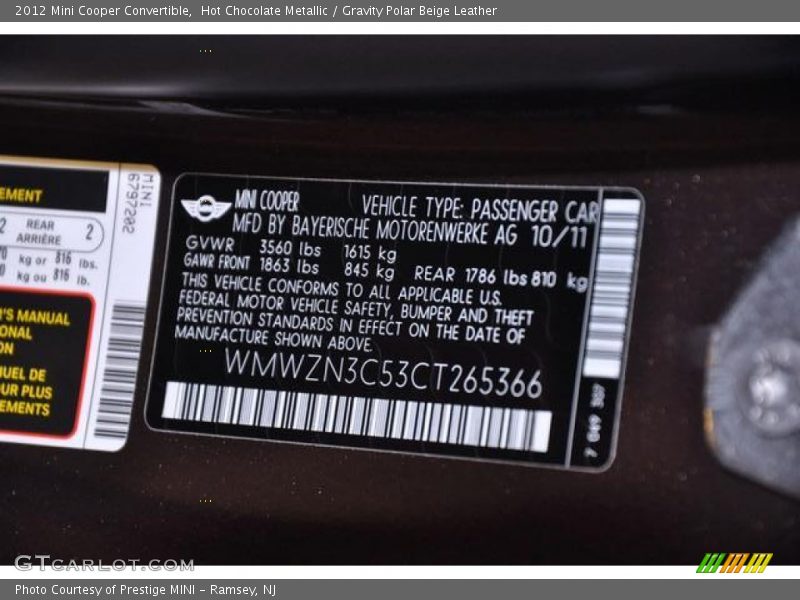 2012 Mini Cooper Convertible,  Hot Chocolate Metallic / Gravity Polar Beige Leather
EMENT
2 REAR ARRIÈRE 2
kg or 816 lbs.
kg ou 816 lb.
'S MANUAL
ONAL
ON
UEL DE
UR PLUS
EMENTS
MINI
6797202
MINI COOPER VEHICLE TYPE: PASSENGER CAR
MFD BY BAYERISCHE MOTORENWERKE AG 10/11
GVWR 3560 lbs 1615 kg
GAWR FRONT 1863 lbs 845 kg REAR 1786 lbs 810 kg
THIS VEHICLE CONFORMS TO ALL APPLICABLE U.S.
FEDERAL MOTOR VEHICLE SAFETY, BUMPER AND THEFT
PREVENTION STANDARDS IN EFFECT ON THE DATE OF
MANUFACTURE SHOWN ABOVE.
WMWZN3C53CT265366
GTCARLOT.COM
Photo Courtesy of Prestige MINI - Ramsey, NJ